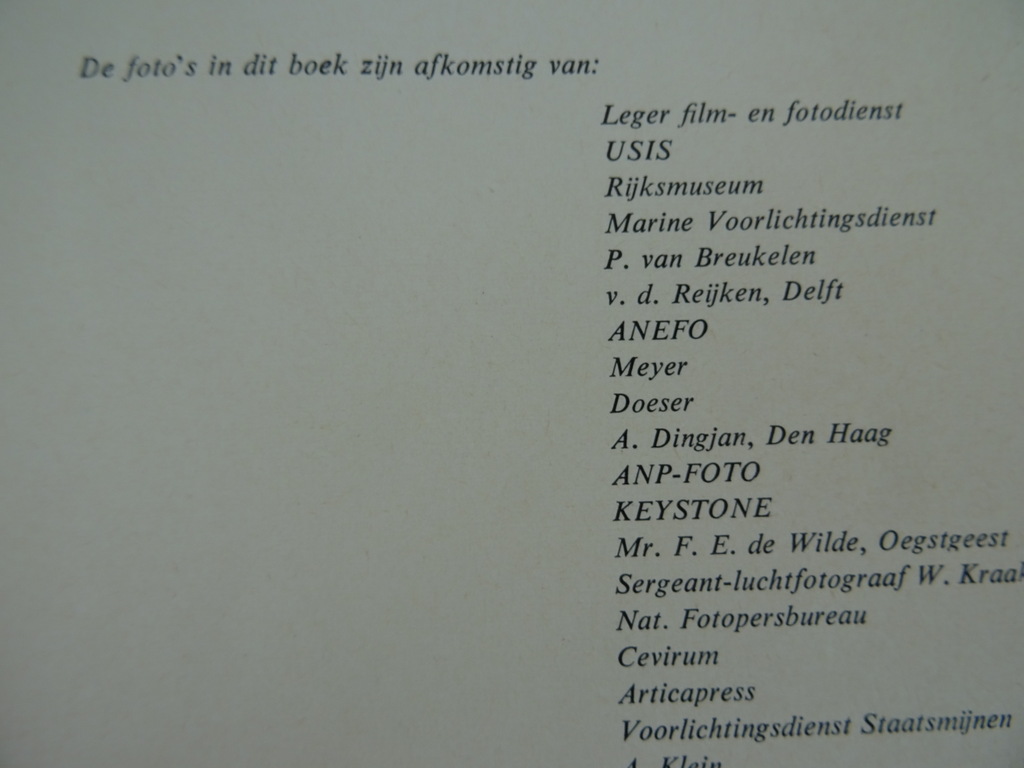 De foto's in dit boek zijn afkomstig van:
Leger film- en fotodienst
USIS
Rijksmuseum
Marine Voorlichtingsdienst
P. van Breukelen
v. d. Reijken, Delft
ANEFO
Meyer
Doeser
A. Dingjan, Den Haag
ANP-FOTO
KEYSTONE
Mr. F. E. de Wilde, Oegstgeest
Sergeant-luchtfotograaf W.
Nat. Fotopersbureau
Cevirum
Articapress
Voorlichtingsdienst Staatsmijnen
A. Klein